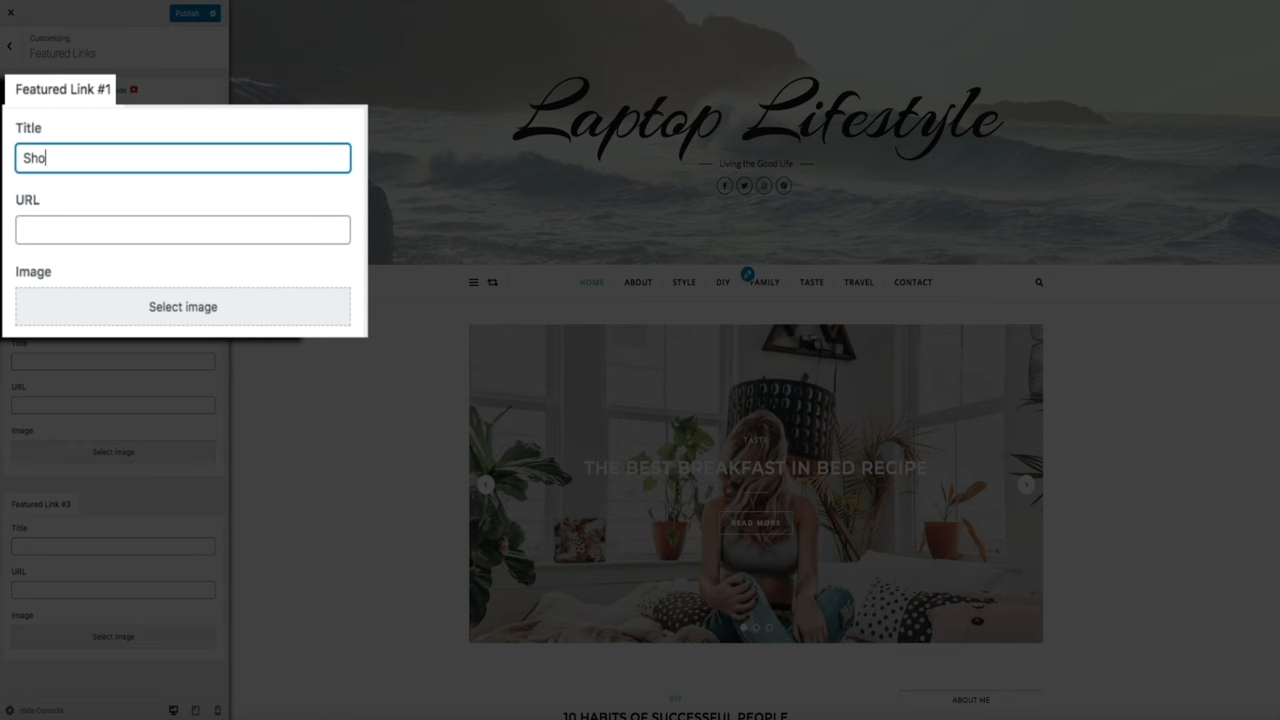 Publish
Customising
Featured Links
Featured Link #1
Title
Sho
URL
Image
Select image
Title
URL
Image
Select image
Featured Link #3
Title
URL
Image
Select image
Hide Controls
Laptop Lifestyle
Living the Good Life
HOME ABOUT STYLE DIY FAMILY TASTE TRAVEL CONTACT
TASTE
THE BEST BREAKFAST IN BED RECIPE
READ MORE
DIY
10 HABITS OF SUCCESSFUL PEOPLE
ABOUT ME